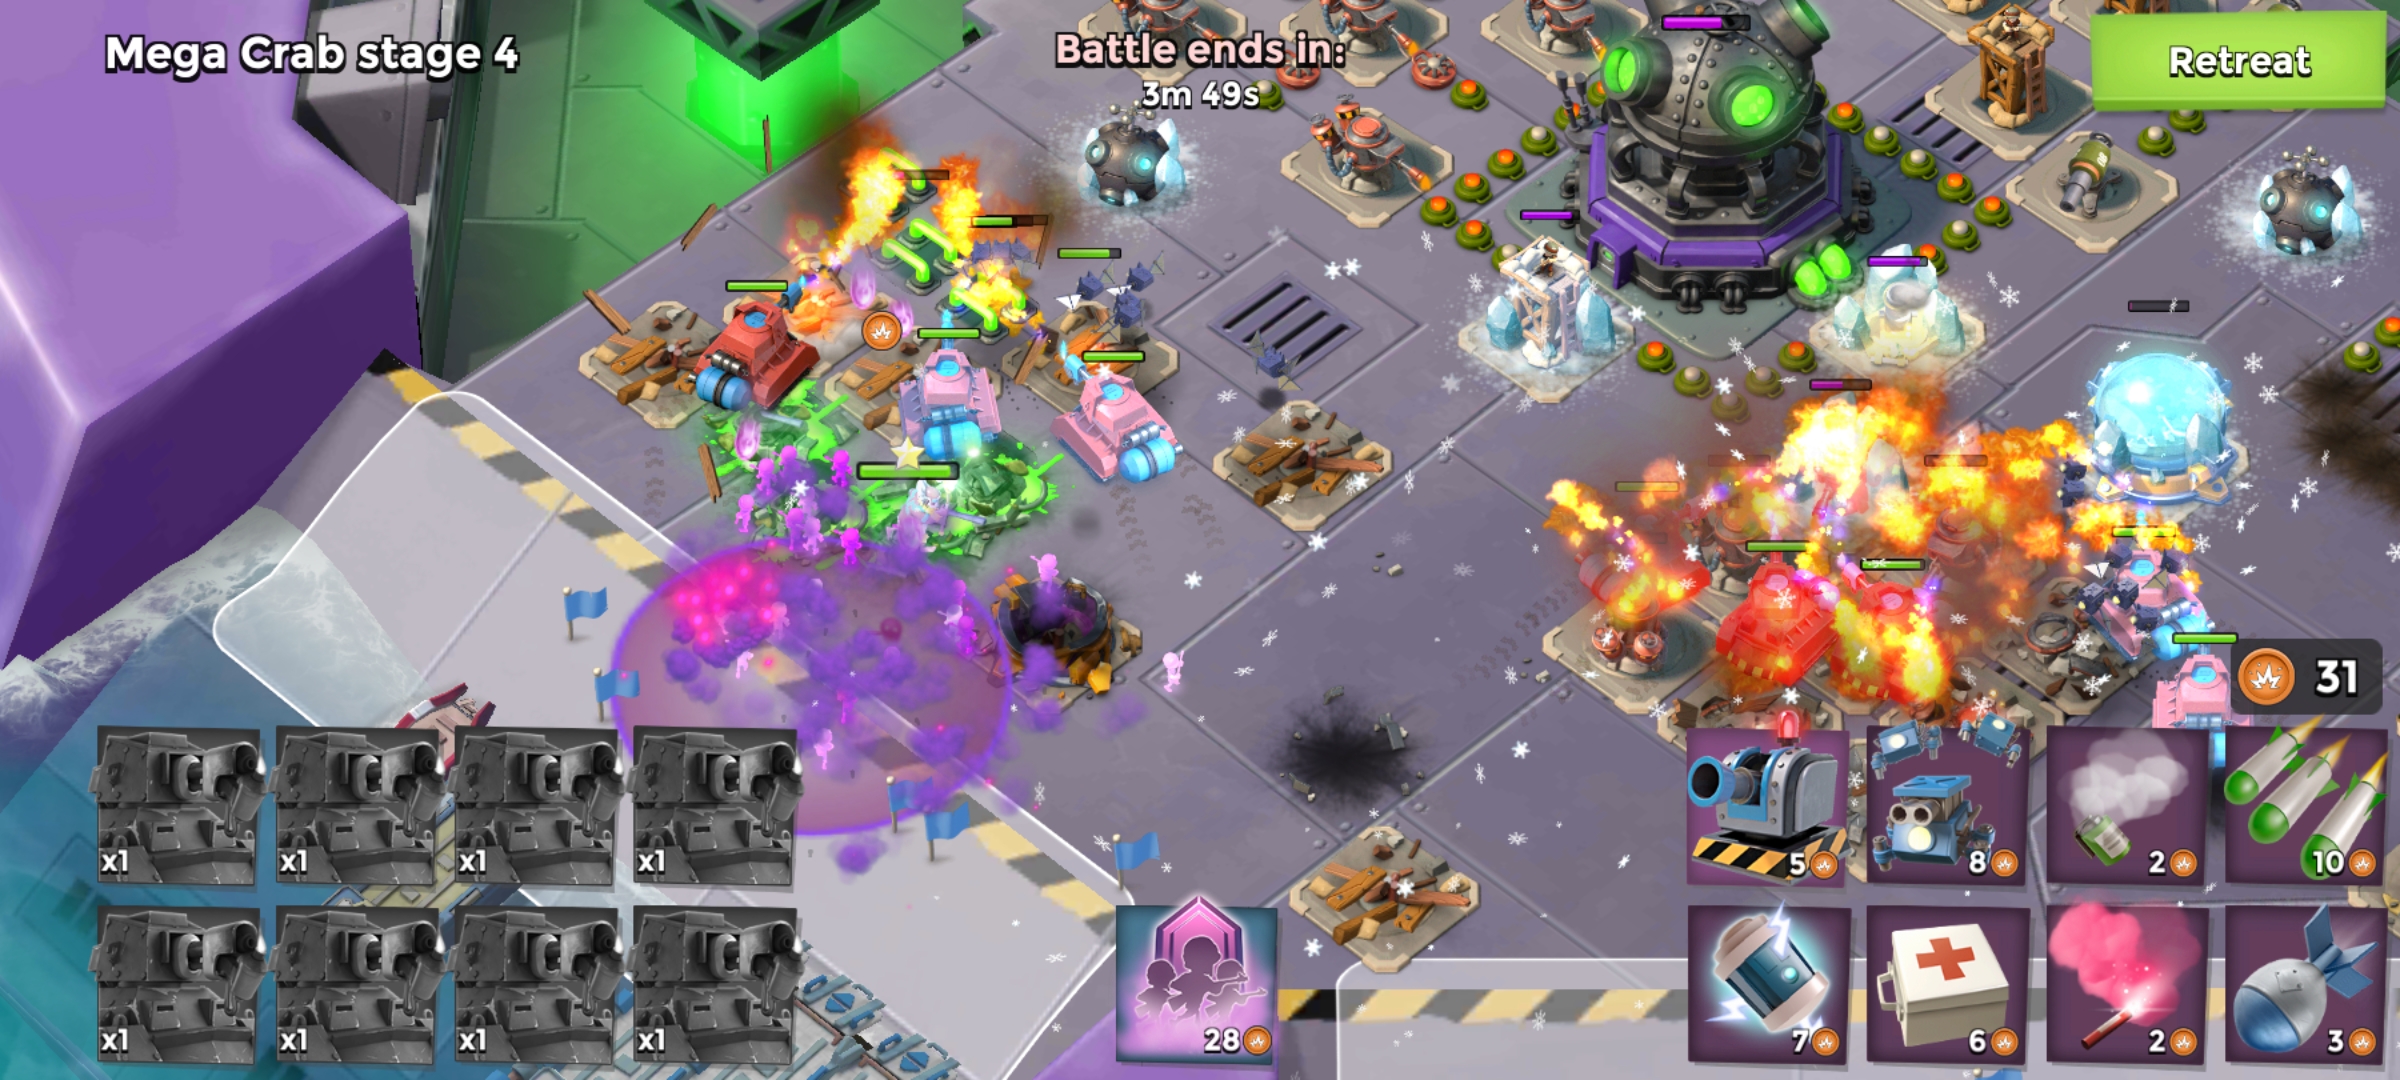 Mega Crab stage 4
Battle ends in:
3m 49s
Retreat
31
x1
x1
x1
x1
5
8
2
10
x1
x1
x1
x1
28
7
6
2
3